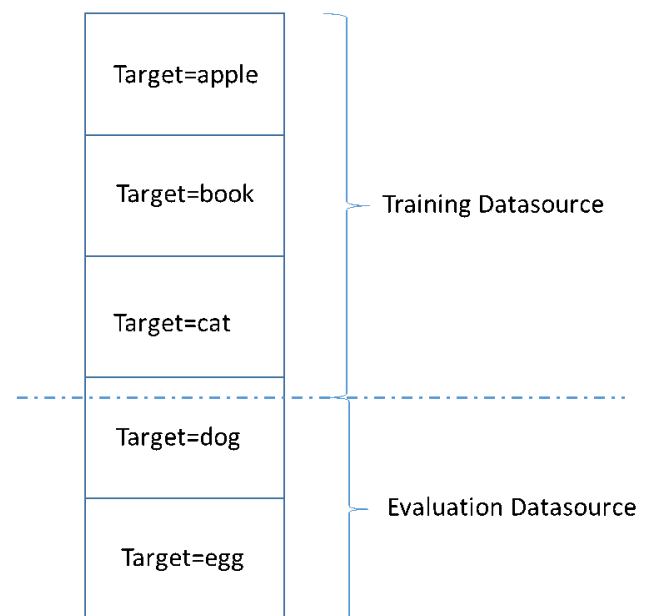 Target=apple
Target=book
Training Datasource
Target=cat
Target=dog
Evaluation Datasource
Target=egg